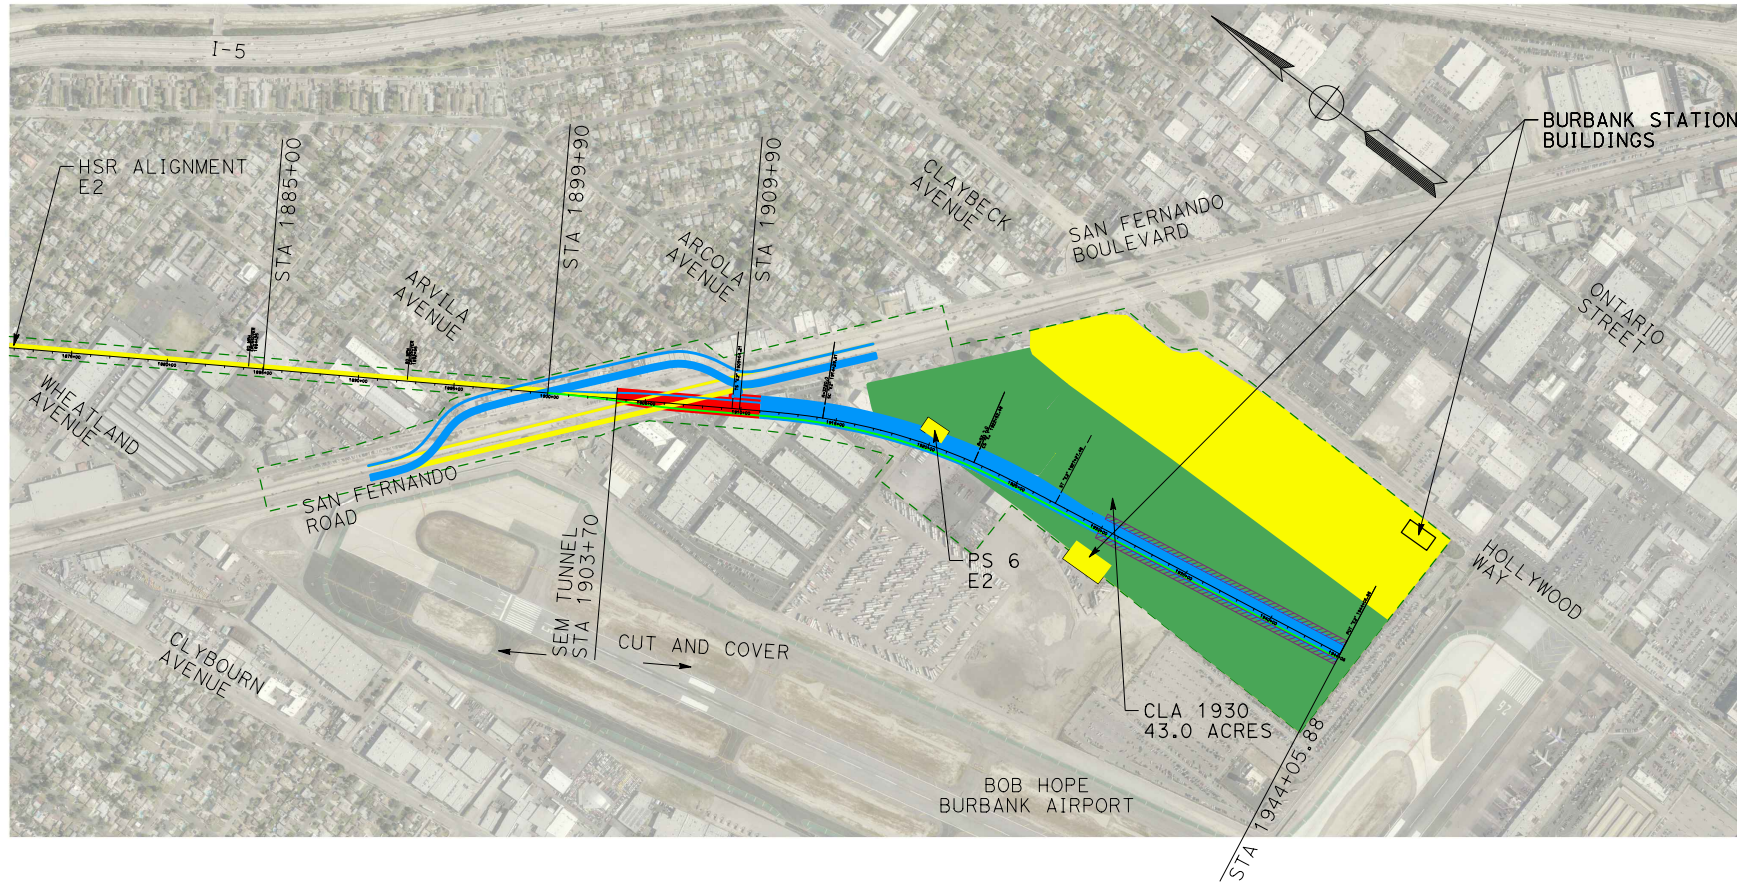 I-5
BURBANK STATION
BUILDINGS
HSR ALIGNMENT
E2
STA 1885+00
STA 1899+90
STA 1909+90
CLAYBECK
AVENUE
SAN FERNANDO
BOULEVARD
ARCOLA
AVENUE
ARVILA
AVENUE
ONTARIO
STREET
WHEATLAND
AVENUE
SAN FERNANDO
ROAD
SEM TUNNEL
STA 1903+70
CUT AND COVER
PS 6
E2
HOLLYWOOD
WAY
CLYBOURN
AVENUE
CLA 1930
43.0 ACRES
BOB HOPE
BURBANK AIRPORT
STA 1944+05.88